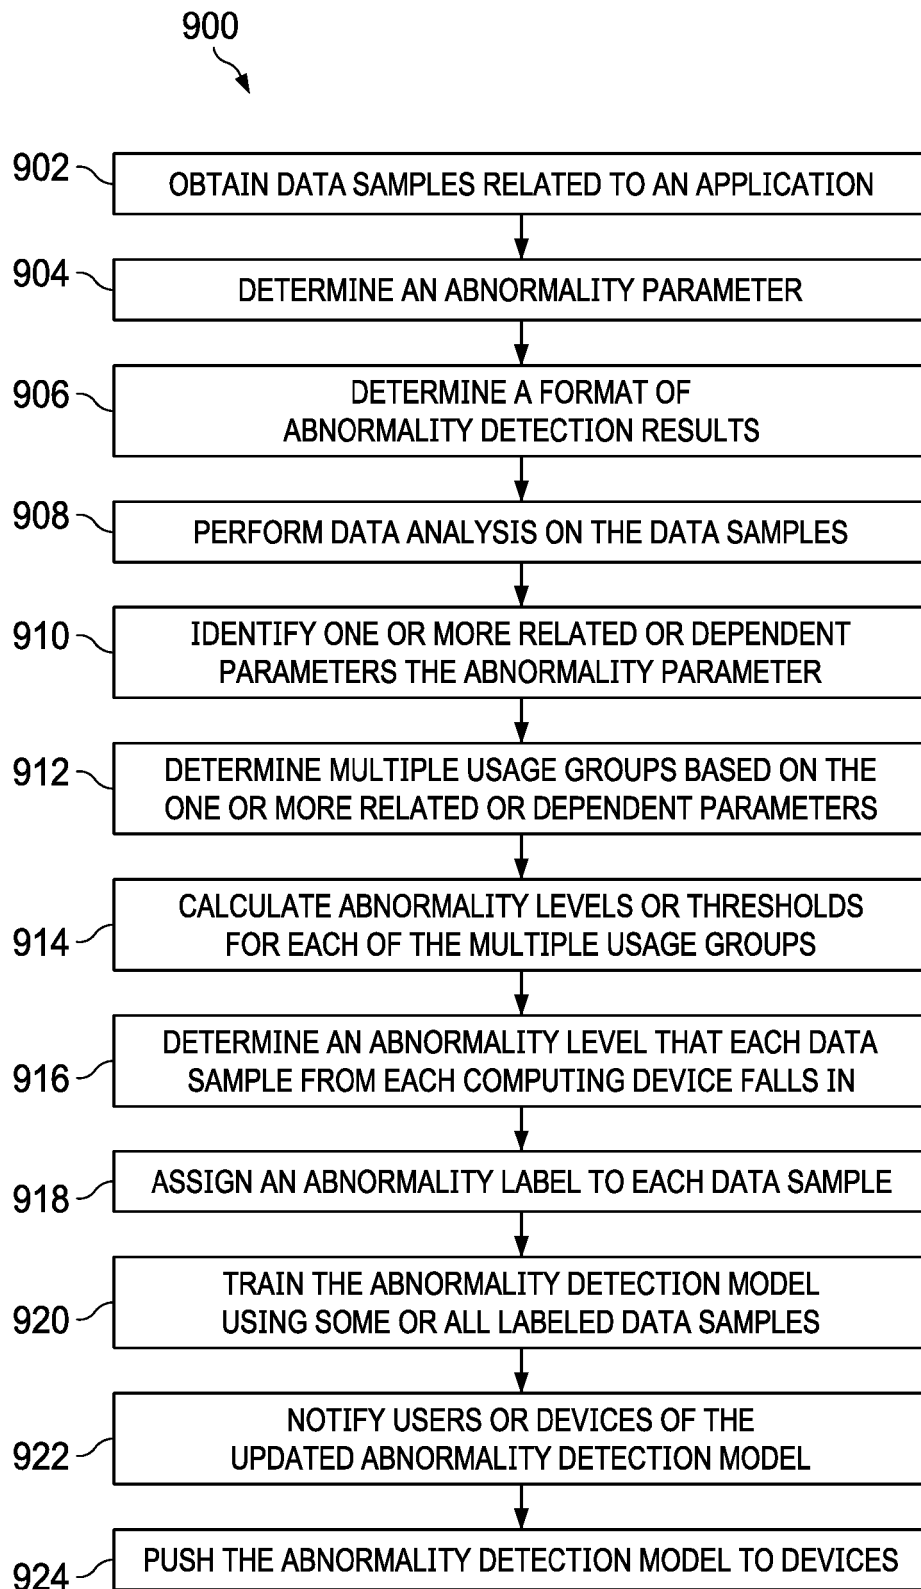 900
902
OBTAIN DATA SAMPLES RELATED TO AN APPLICATION
904
DETERMINE AN ABNORMALITY PARAMETER
906
DETERMINE A FORMAT OF
ABNORMALITY DETECTION RESULTS
908
PERFORM DATA ANALYSIS ON THE DATA SAMPLES
910
IDENTIFY ONE OR MORE RELATED OR DEPENDENT
PARAMETERS THE ABNORMALITY PARAMETER
912
DETERMINE MULTIPLE USAGE GROUPS BASED ON THE
ONE OR MORE RELATED OR DEPENDENT PARAMETERS
914
CALCULATE ABNORMALITY LEVELS OR THRESHOLDS
FOR EACH OF THE MULTIPLE USAGE GROUPS
916
DETERMINE AN ABNORMALITY LEVEL THAT EACH DATA
SAMPLE FROM EACH COMPUTING DEVICE FALLS IN
918
ASSIGN AN ABNORMALITY LABEL TO EACH DATA SAMPLE
920
TRAIN THE ABNORMALITY DETECTION MODEL
USING SOME OR ALL LABELED DATA SAMPLES
922
NOTIFY USERS OR DEVICES OF THE
UPDATED ABNORMALITY DETECTION MODEL
924
PUSH THE ABNORMALITY DETECTION MODEL TO DEVICES